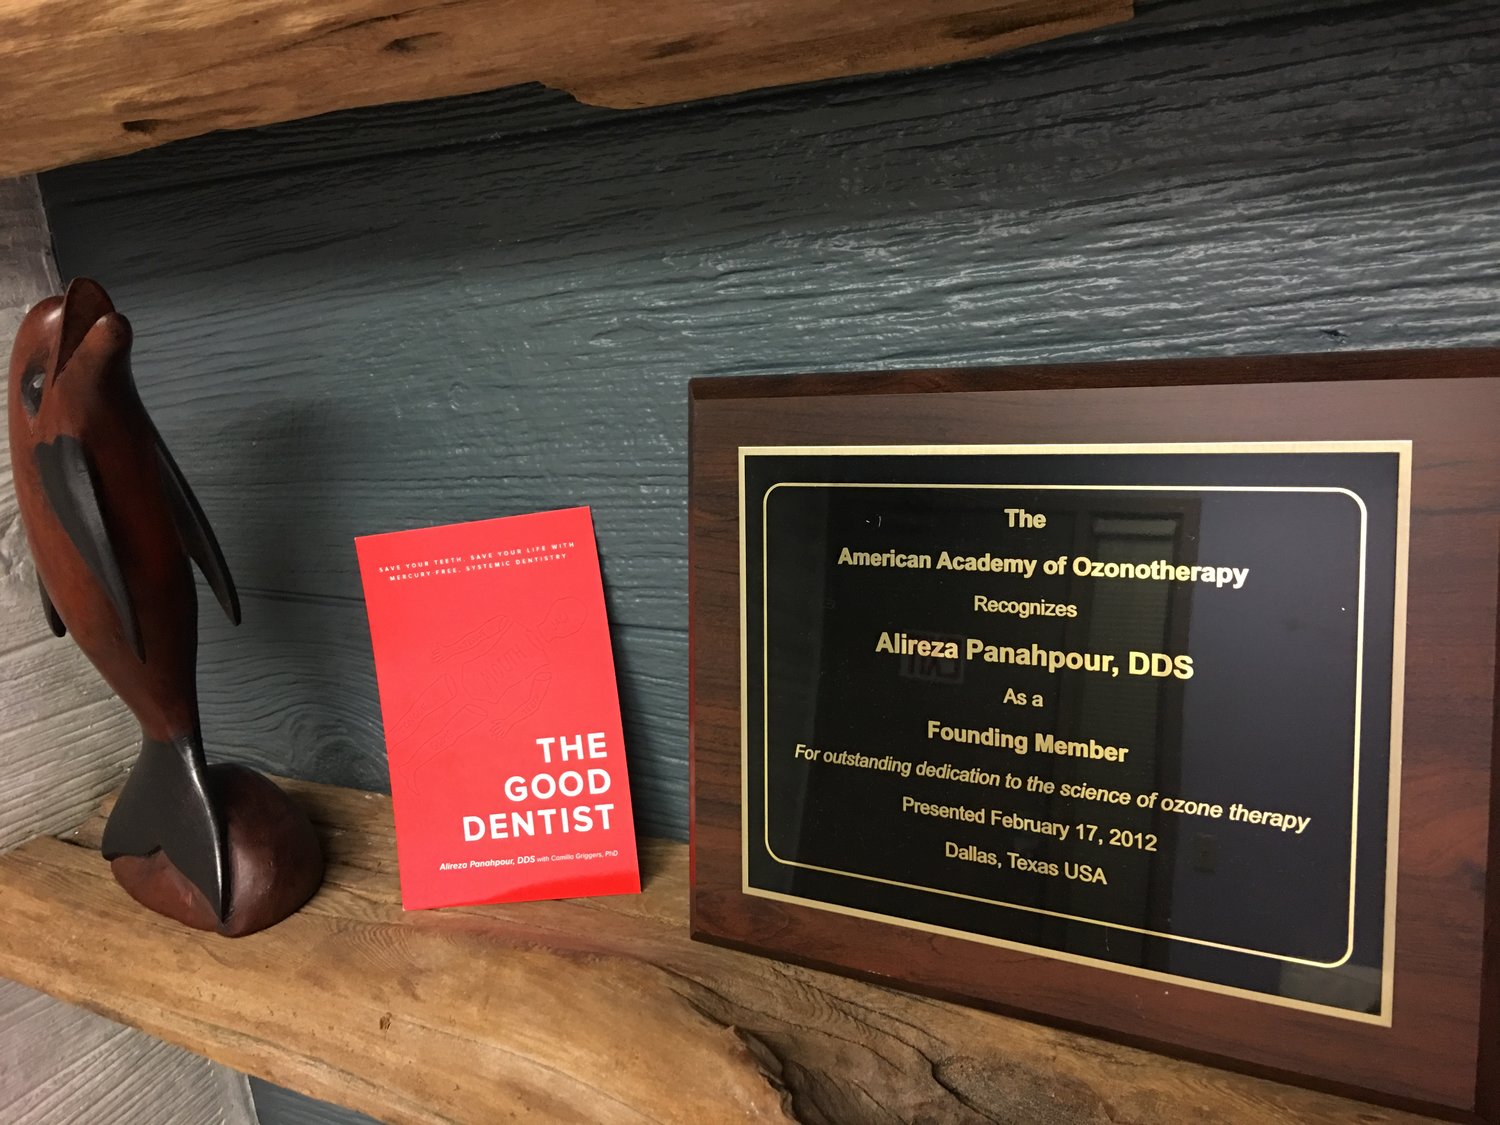 SAVE YOUR TEETH, SAVE YOUR LIFE WITH
MERCURY-FREE, SYSTEMIC DENTISTRY
THE
GOOD
DENTIST
Alireza Panahpour, DDS with Camilla Griggers, PhD
The
American Academy of Ozonotherapy
Recognizes
Alireza Panahpour, DDS
As a
Founding Member
For outstanding dedication to the science of ozone therapy
Presented February 17, 2012
Dallas, Texas USA